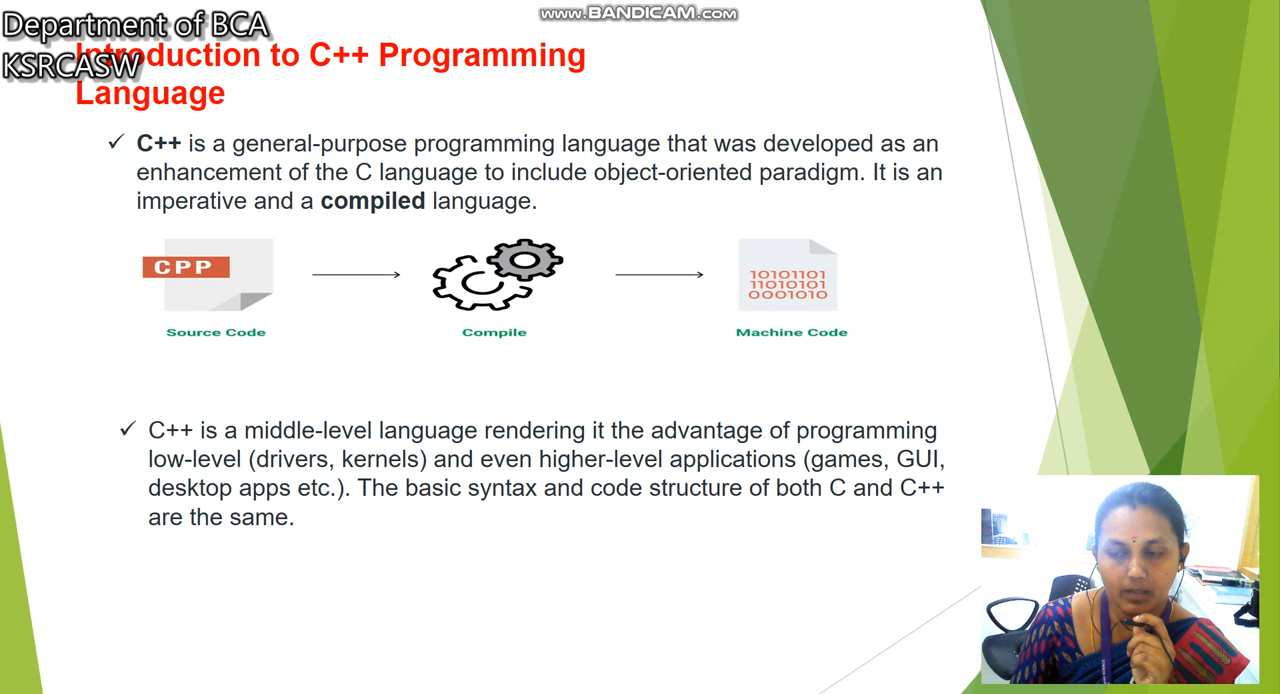 www.BANDICAM.com
Department of BCA
KSRCASW
Introduction to C++ Programming
Language
✓ C++ is a general-purpose programming language that was developed as an
enhancement of the C language to include object-oriented paradigm. It is an
imperative and a compiled language.
CPP
10101101
11010101
0001010
Source Code
Compile
Machine Code
✓ C++ is a middle-level language rendering it the advantage of programming
low-level (drivers, kernels) and even higher-level applications (games, GUI,
desktop apps etc.). The basic syntax and code structure of both C and C++
are the same.